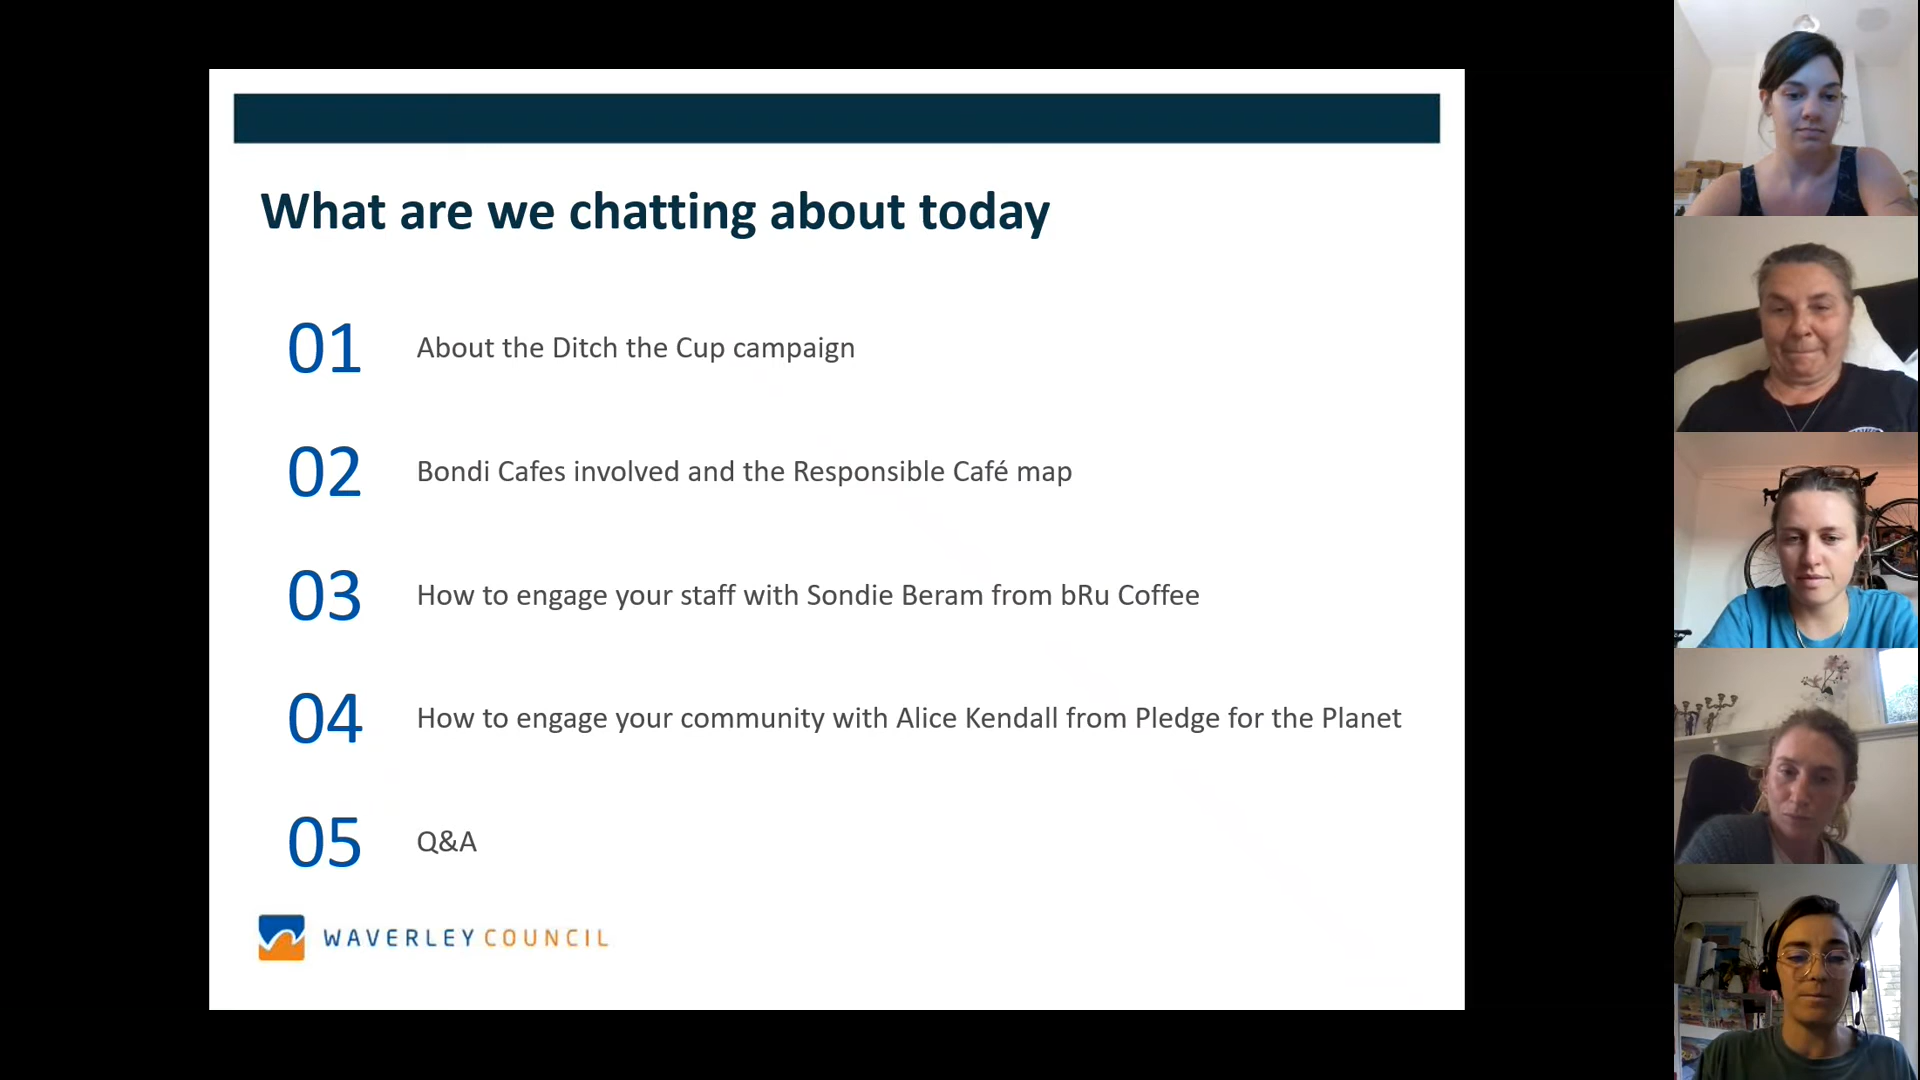 What are we chatting about today
01 About the Ditch the Cup campaign
02 Bondi Cafes involved and the Responsible Café map
03 How to engage your staff with Sondie Beram from bRu Coffee
04 How to engage your community with Alice Kendall from Pledge for the Planet
05 Q&A
WAVERLEY COUNCIL